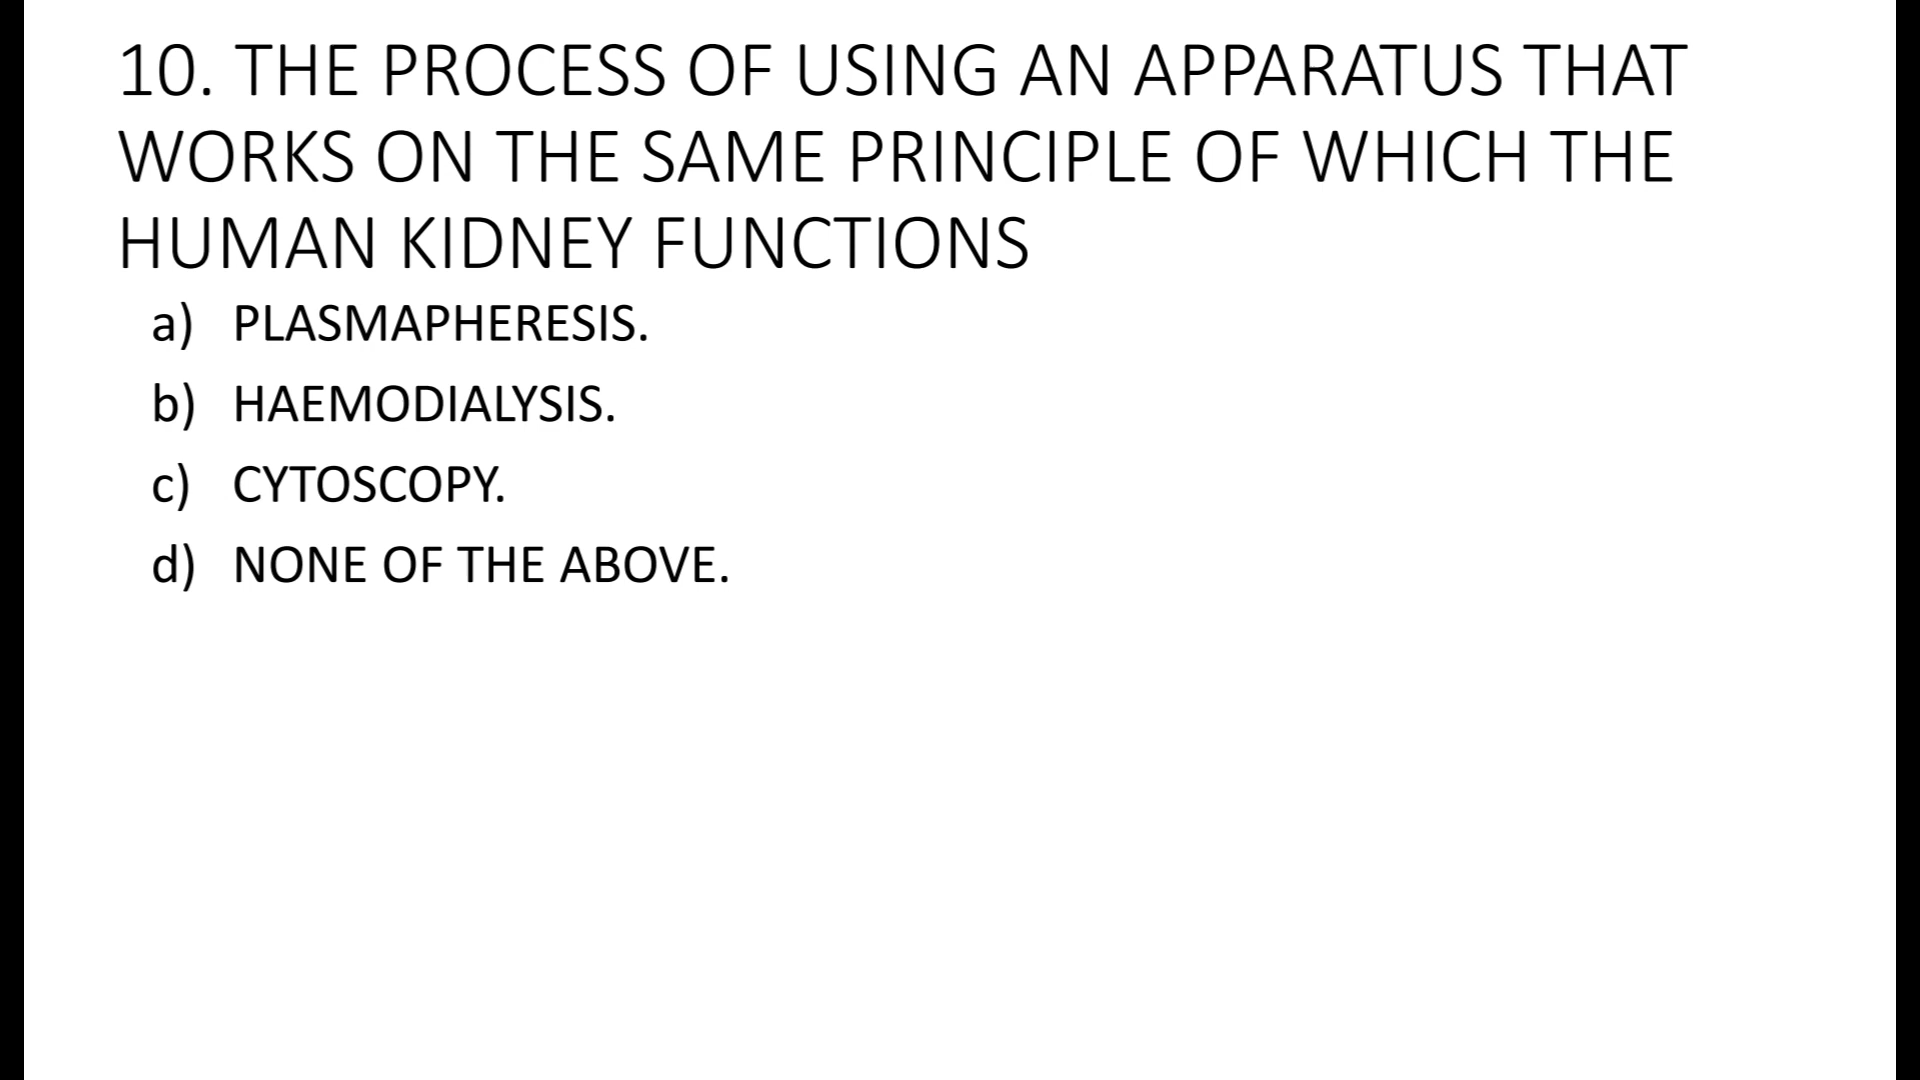 10. THE PROCESS OF USING AN APPARATUS THAT
WORKS ON THE SAME PRINCIPLE OF WHICH THE
HUMAN KIDNEY FUNCTIONS
a) PLASMAPHERESIS.
b) HAEMODIALYSIS.
c) CYTOSCOPY.
d) NONE OF THE ABOVE.